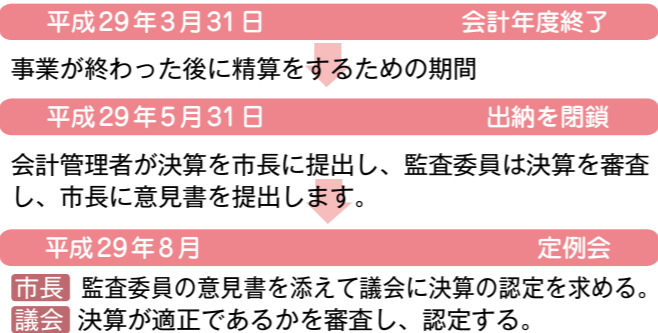 平成29年3月31日 会計年度終了
事業が終わった後に精算をするための期間
平成29年5月31日 出納を閉鎖
会計管理者が決算を市長に提出し、監査委員は決算を審査
し、市長に意見書を提出します。
平成29年8月 定例会
市長 監査委員の意見書を添えて議会に決算の認定を求める。
議会 決算が適正であるかを審査し、認定する。